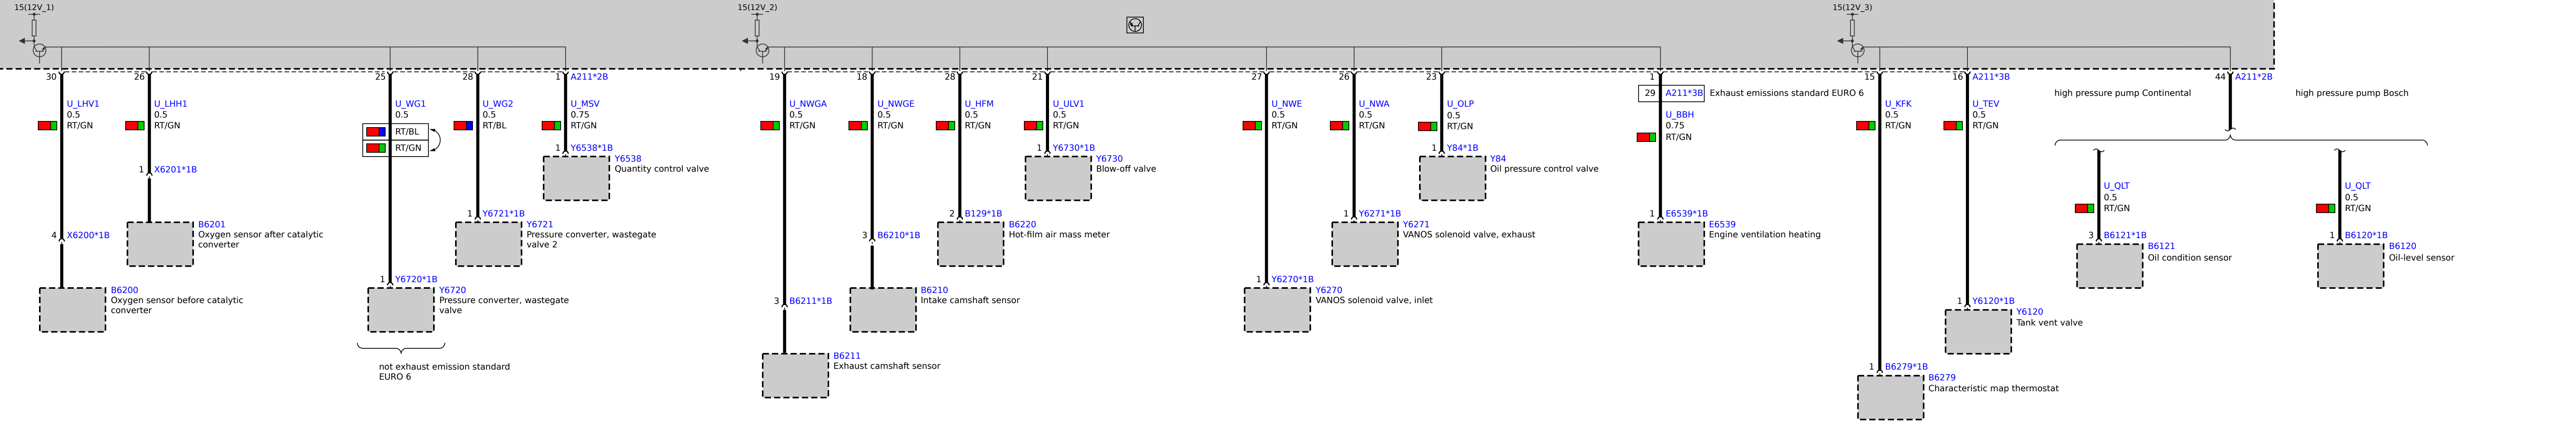 15(12V_1)
15(12V_2)
15(12V_3)
30
26
25
28
1
A211*2B
19
18
28
21
27
26
23
1
15
16
A211*3B
44
A211*2B
29
A211*3B
Exhaust emissions standard EURO 6
high pressure pump Continental
high pressure pump Bosch
U_LHV1
0.5
RT/GN
U_LHH1
0.5
RT/GN
U_WG1
0.5
RT/BL
RT/GN
U_WG2
0.5
RT/BL
U_MSV
0.75
RT/GN
U_NWGA
0.5
RT/GN
U_NWGE
0.5
RT/GN
U_HFM
0.5
RT/GN
U_ULV1
0.5
RT/GN
U_NWE
0.5
RT/GN
U_NWA
0.5
RT/GN
U_OLP
0.5
RT/GN
U_BBH
0.75
RT/GN
U_KFK
0.5
RT/GN
U_TEV
0.5
RT/GN
1
Y6538*1B
Y6538
Quantity control valve
1
Y6730*1B
Y6730
Blow-off valve
1
Y84*1B
Y84
Oil pressure control valve
1
X6201*1B
U_QLT
0.5
RT/GN
U_QLT
0.5
RT/GN
B6201
Oxygen sensor after catalytic
converter
1
Y6721*1B
Y6721
Pressure converter, wastegate
valve 2
2
B129*1B
B6220
Hot-film air mass meter
1
Y6271*1B
Y6271
VANOS solenoid valve, exhaust
1
E6539*1B
E6539
Engine ventilation heating
4
X6200*1B
3
B6210*1B
3
B6121*1B
B6121
Oil condition sensor
1
B6120*1B
B6120
Oil-level sensor
B6200
Oxygen sensor before catalytic
converter
1
Y6720*1B
Y6720
Pressure converter, wastegate
valve
3
B6211*1B
B6210
Intake camshaft sensor
1
Y6270*1B
Y6270
VANOS solenoid valve, inlet
1
Y6120*1B
Y6120
Tank vent valve
not exhaust emission standard
EURO 6
B6211
Exhaust camshaft sensor
1
B6279*1B
B6279
Characteristic map thermostat